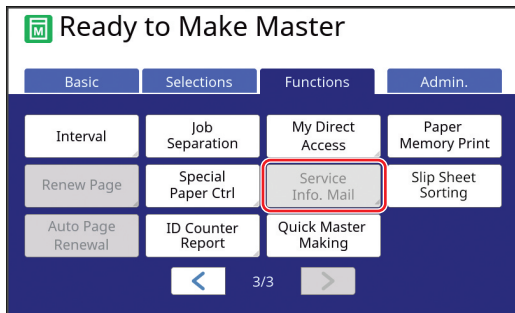 M Ready to Make Master
Basic Selections Functions Admin.
Interval
Job
Separation
My Direct
Access
Paper
Memory Print
Renew Page
Special
Paper Ctrl
Service
Info. Mail
Slip Sheet
Sorting
Auto Page
Renewal
ID Counter
Report
Quick Master
Making
< 3/3 >